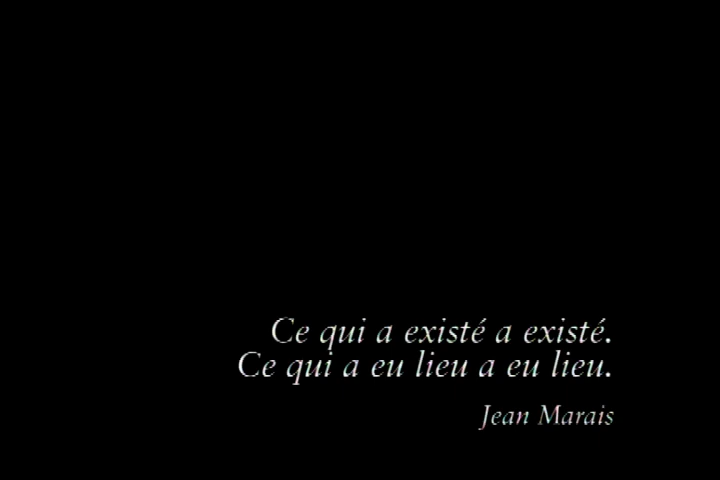 Ce qui a existé a existé.
Ce qui a eu lieu a eu lieu.
Jean Marais